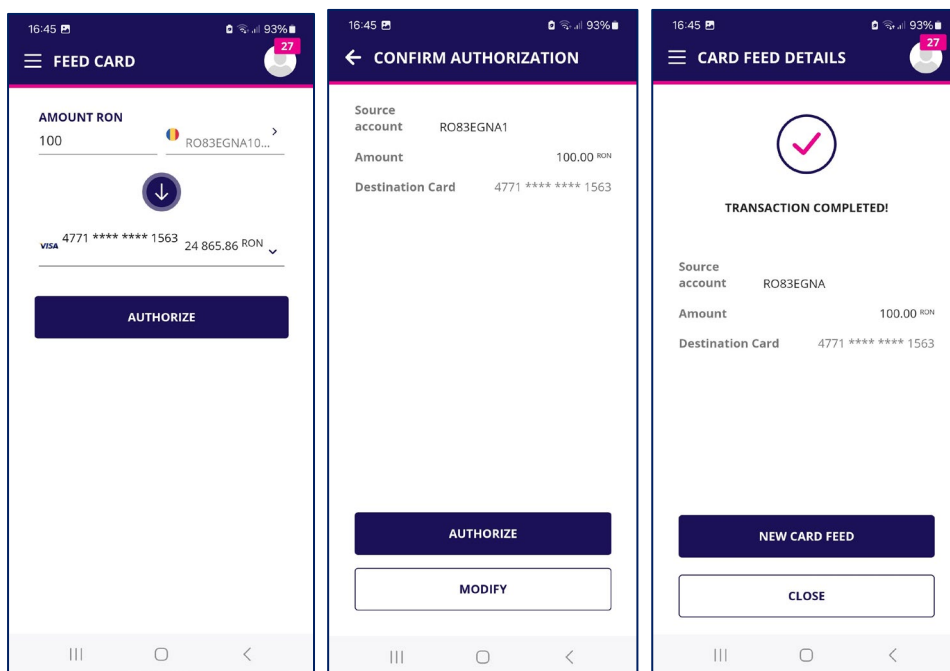 16:45 93%
27
FEED CARD
AMOUNT RON
100 RO83EGNA10...
VISA 4771 **** **** 1563 24 865.86 RON
AUTHORIZE
16:45 93%
CONFIRM AUTHORIZATION
Source
account RO83EGNA1
Amount 100.00 RON
Destination Card 4771 **** **** 1563
AUTHORIZE
MODIFY
16:45 93%
27
CARD FEED DETAILS
TRANSACTION COMPLETED!
Source
account RO83EGNA
Amount 100.00 RON
Destination Card 4771 **** **** 1563
NEW CARD FEED
CLOSE